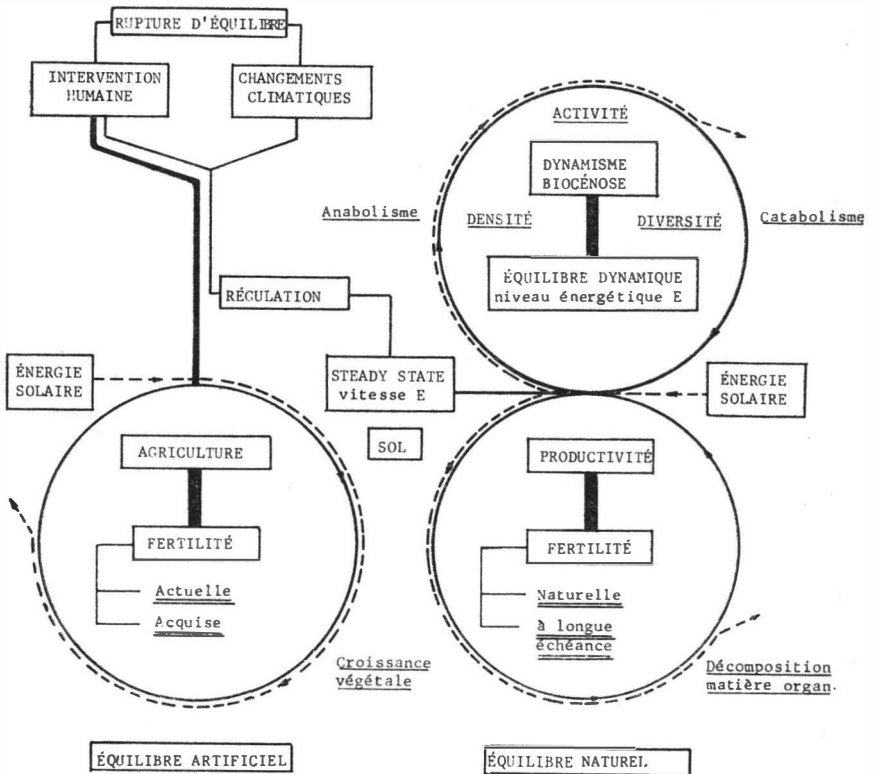 RUPTURE D'ÉQUILIBRE
INTERVENTION
HUMAINE
CHANGEMENTS
CLIMATIQUES
ACTIVITÉ
DYNAMISME
BIOCÉNOSE
Anabolisme
DENSITÉ
DIVERSITÉ
Catabolisme
ÉQUILIBRE DYNAMIQUE
niveau énergétique E
RÉGULATION
ÉNERGIE
SOLAIRE
STEADY STATE
vitesse E
ÉNERGIE
SOLAIRE
SOL
AGRICULTURE
PRODUCTIVITÉ
FERTILITÉ
FERTILITÉ
Actuelle
Acquise
Naturelle
à longue
échéance
Croissance
végétale
Décomposition
matière organ.
ÉQUILIBRE ARTIFICIEL
ÉQUILIBRE NATUREL